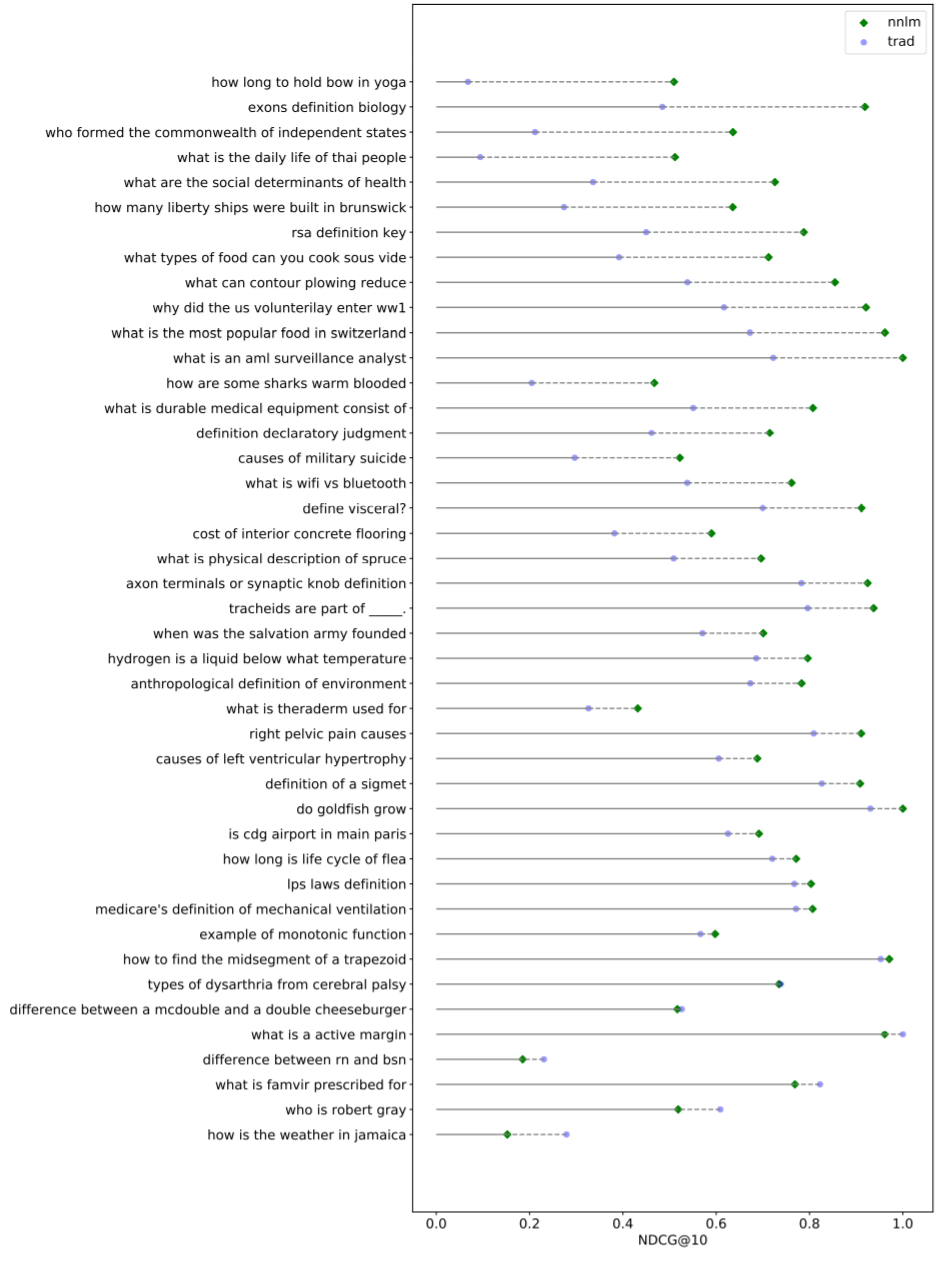 nnlm
trad
how long to hold bow in yoga
exons definition biology
who formed the commonwealth of independent states
what is the daily life of thai people
what are the social determinants of health
how many liberty ships were built in brunswick
rsa definition key
what types of food can you cook sous vide
what can contour plowing reduce
why did the us volunterilay enter ww1
what is the most popular food in switzerland
what is an aml surveillance analyst
how are some sharks warm blooded
what is durable medical equipment consist of
definition declaratory judgment
causes of military suicide
what is wifi vs bluetooth
define visceral?
cost of interior concrete flooring
what is physical description of spruce
axon terminals or synaptic knob definition
tracheids are part of _____.
when was the salvation army founded
hydrogen is a liquid below what temperature
anthropological definition of environment
what is theraderm used for
right pelvic pain causes
causes of left ventricular hypertrophy
definition of a sigmet
do goldfish grow
is cdg airport in main paris
how long is life cycle of flea
lps laws definition
medicare's definition of mechanical ventilation
example of monotonic function
how to find the midsegment of a trapezoid
types of dysarthria from cerebral palsy
difference between a mcdouble and a double cheeseburger
what is a active margin
difference between rn and bsn
what is famvir prescribed for
who is robert gray
how is the weather in jamaica
0.0 0.2 0.4 0.6 0.8 1.0
NDCG@10